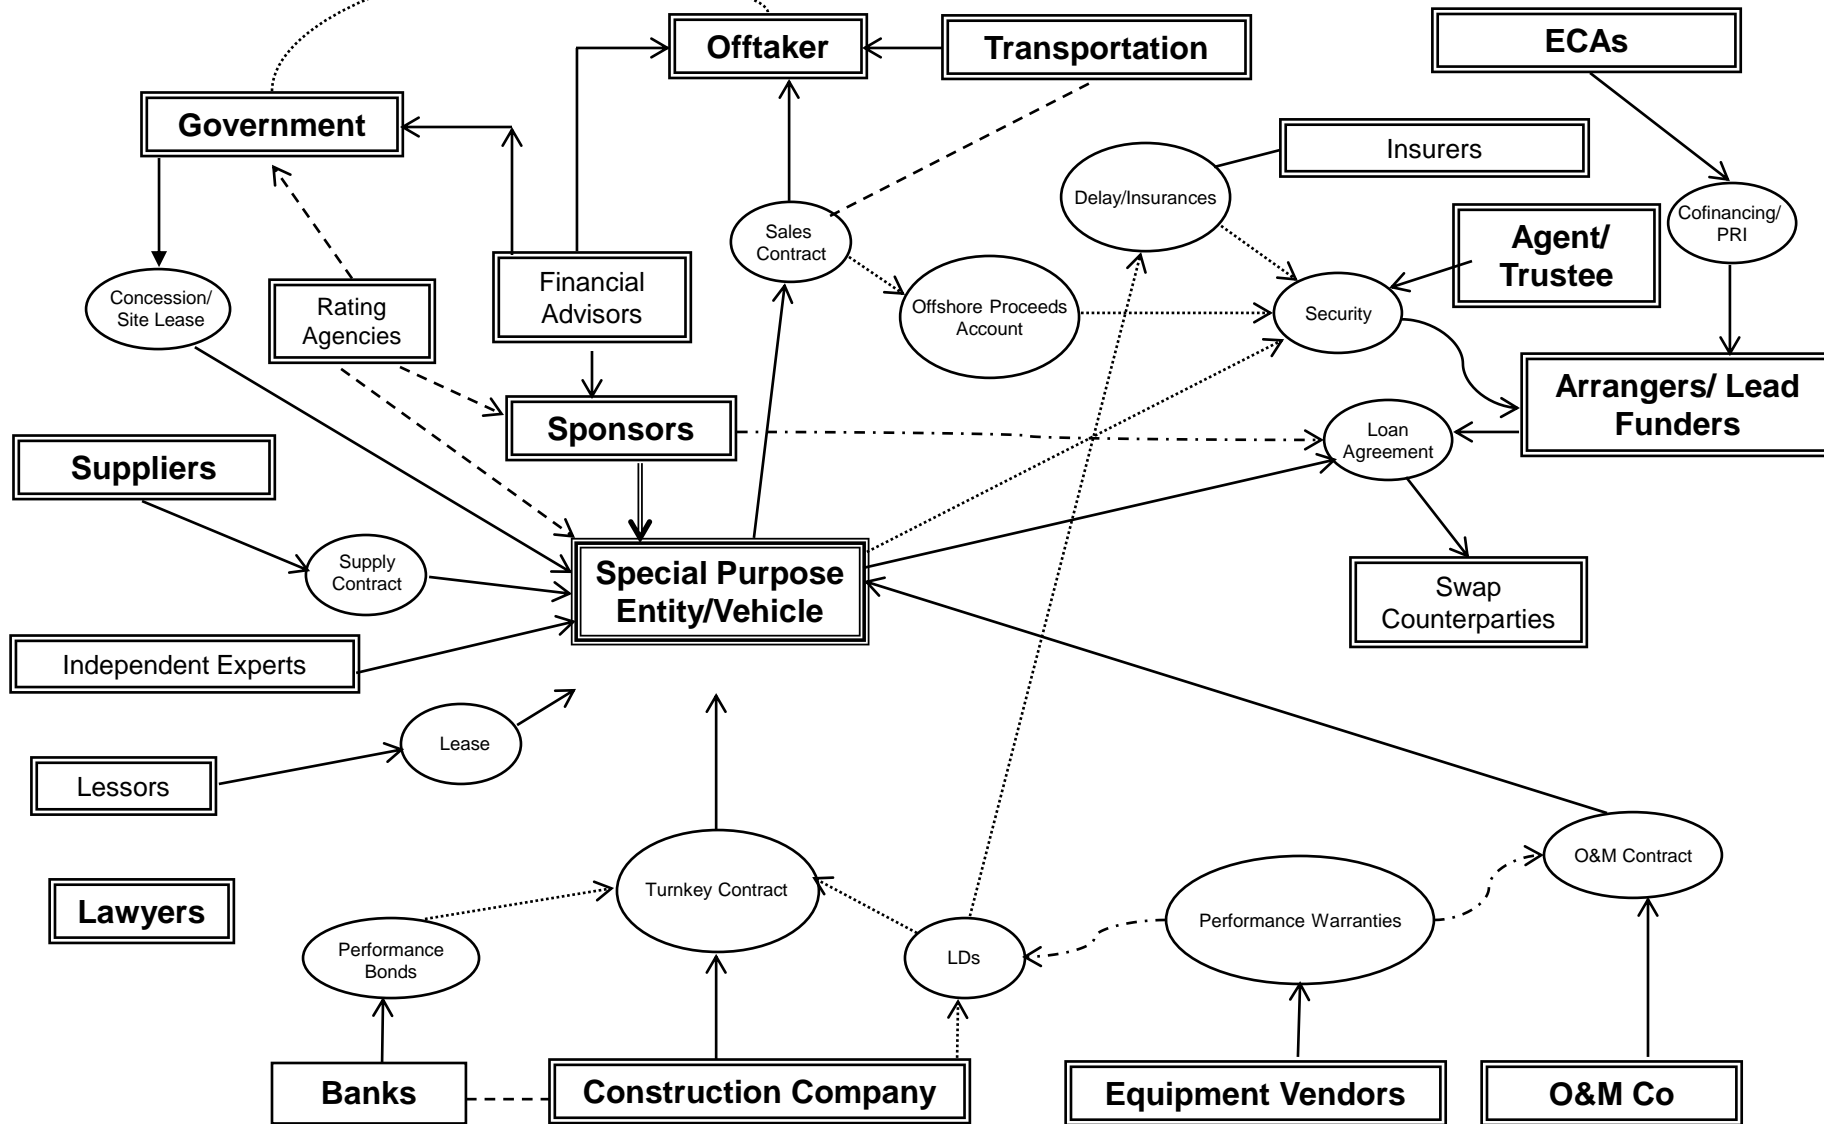 Offtaker
Transportation
ECAs
Government
Insurers
Delay/Insurances
Cofinancing/
PRI
Agent/
Trustee
Sales
Contract
Financial
Advisors
Concession/
Site Lease
Rating
Agencies
Offshore Proceeds
Account
Security
Arrangers/ Lead
Funders
Sponsors
Loan
Agreement
Suppliers
Special Purpose
Entity/Vehicle
Supply
Contract
Swap
Counterparties
Independent Experts
Lease
Lessors
O&M Contract
Turnkey Contract
Lawyers
Performance Warranties
Performance
Bonds
LDs
Banks
Construction Company
Equipment Vendors
O&M Co